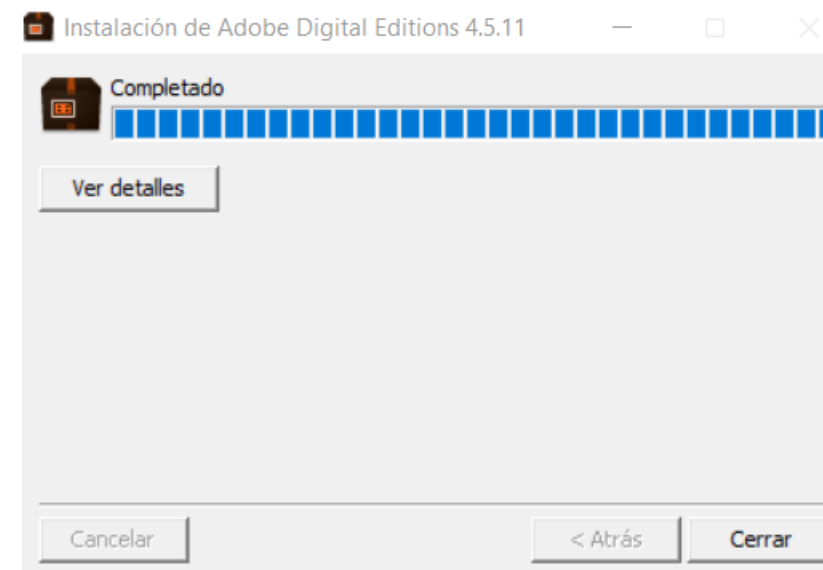 Instalación de Adobe Digital Editions 4.5.11
Completado
Ver detalles
Cancelar
< Atrás
Cerrar